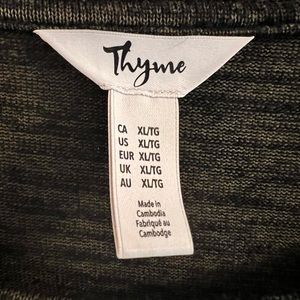 Thyme
CA XL/TG
US XL/TG
EUR XL/TG
UK XL/TG
AU XL/TG
Made in
Cambodia
Fabriqué au
Cambodge